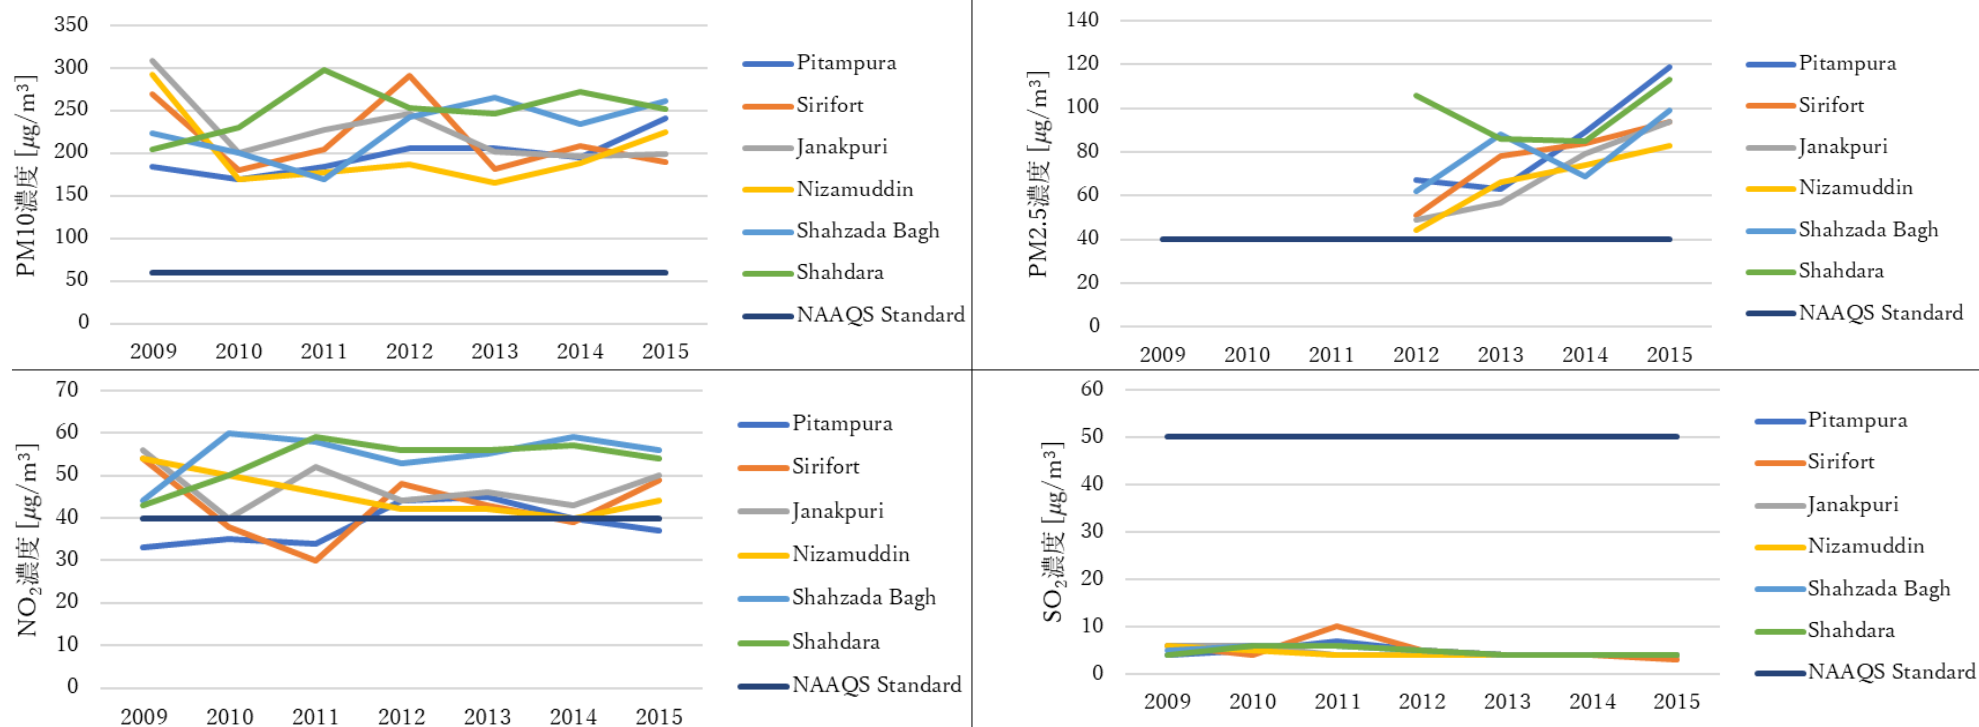 PM10濃度 [μg/m³]
350
300
250
200
150
100
50
0
2009 2010 2011 2012 2013 2014 2015
Pitampura
Sirifort
Janakpuri
Nizamuddin
Shahzada Bagh
Shahdara
NAAQS Standard
PM2.5濃度 [μg/m³]
140
120
100
80
60
40
20
0
2009 2010 2011 2012 2013 2014 2015
Pitampura
Sirifort
Janakpuri
Nizamuddin
Shahzada Bagh
Shahdara
NAAQS Standard
NO₂濃度 [μg/m³]
70
60
50
40
30
20
10
0
2009 2010 2011 2012 2013 2014 2015
Pitampura
Sirifort
Janakpuri
Nizamuddin
Shahzada Bagh
Shahdara
NAAQS Standard
SO₂濃度 [μg/m³]
60
50
40
30
20
10
0
2009 2010 2011 2012 2013 2014 2015
Pitampura
Sirifort
Janakpuri
Nizamuddin
Shahzada Bagh
Shahdara
NAAQS Standard